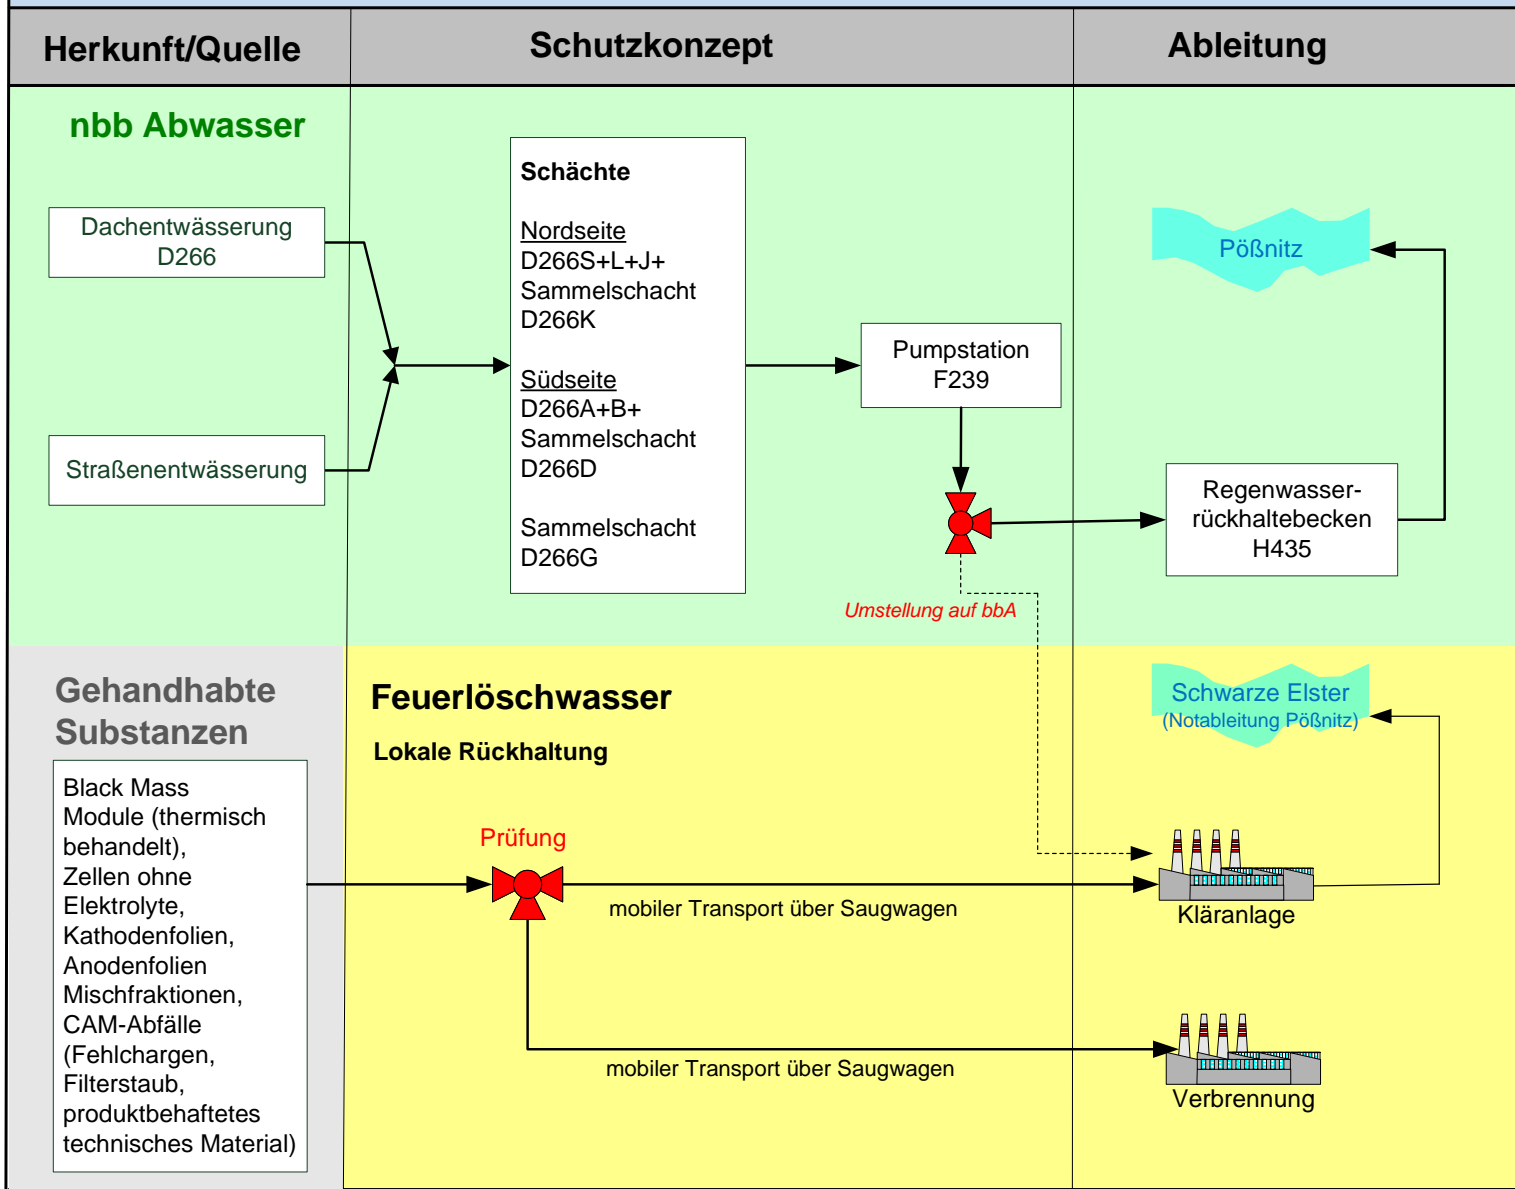 Herkunft/Quelle
Schutzkonzept
Ableitung
nbb Abwasser
Dachentwässerung
D266
Straßenentwässerung
Schächte
Nordseite
D266S+L+J+
Sammelschacht
D266K
Südseite
D266A+B+
Sammelschacht
D266D
Sammelschacht
D266G
Pumpstation
F239
Umstellung auf bbA
Pößnitz
Regenwasser-
rückhaltebecken
H435
Gehandhabte
Substanzen
Black Mass
Module (thermisch
behandelt),
Zellen ohne
Elektrolyte,
Kathodenfolien,
Anodenfolien
Mischfraktionen,
CAM-Abfälle
(Fehlchargen,
Filterstaub,
produktbehaftetes
technisches Material)
Feuerlöschwasser
Lokale Rückhaltung
Prüfung
mobiler Transport über Saugwagen
mobiler Transport über Saugwagen
Schwarze Elster
(Notableitung Pößnitz)
Kläranlage
Verbrennung